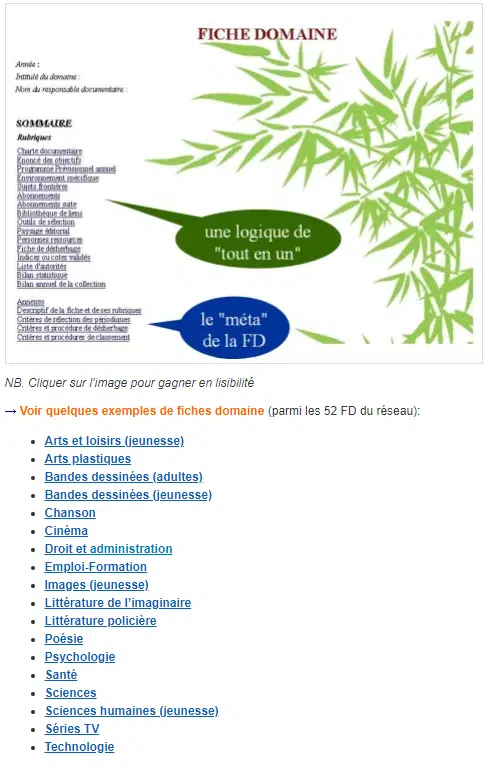 FICHE DOMAINE
Année :
Intitulé du domaine :
Nom du responsable documentaire :
SOMMAIRE
Rubriques
Charte documentaire
Énoncé des objectifs
Programme Prévisionnel annuel
Environnement spécifique
Sujets frontières
Abonnements
Abonnements suite
Bibliothèque de liens
Outils de sélection
Paysage éditorial
Personnes ressources
Fiche de désherbage
Indices ou cotes validés
Liste d'autorités
Bilan statistique
Bilan annuel de la collection
Annexes
Descriptif de la fiche et de ses rubriques
Critères de sélection des périodiques
Critères et procédure de désherbage
Critères et procédures de classement
une logique de
"tout en un"
le "méta"
de la FD
NB. Cliquer sur l'image pour gagner en lisibilité
→ Voir quelques exemples de fiches domaine (parmi les 52 FD du réseau):
• Arts et loisirs (jeunesse)
• Arts plastiques
• Bandes dessinées (adultes)
• Bandes dessinées (jeunesse)
• Chanson
• Cinéma
• Droit et administration
• Emploi-Formation
• Images (jeunesse)
• Littérature de l'imaginaire
• Littérature policière
• Poésie
• Psychologie
• Santé
• Sciences
• Sciences humaines (jeunesse)
• Séries TV
• Technologie